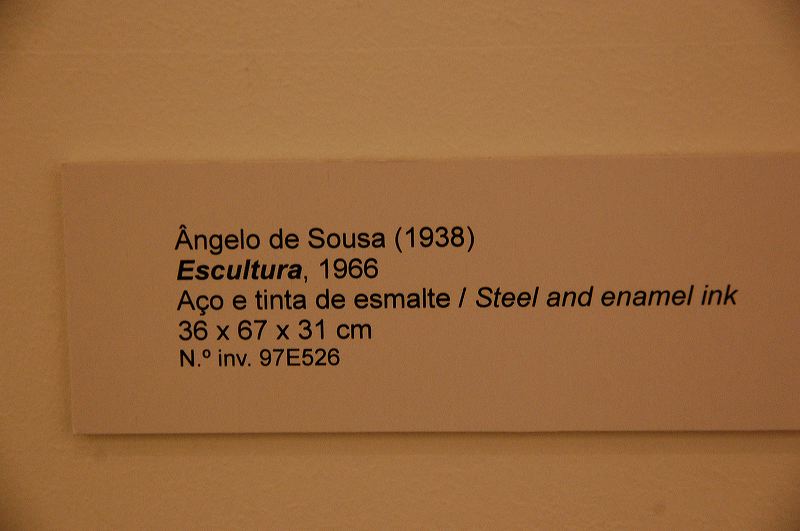 Ângelo de Sousa (1938)
Escultura, 1966
Aço e tinta de esmalte / Steel and enamel ink
36 x 67 x 31 cm
N.º inv. 97E526